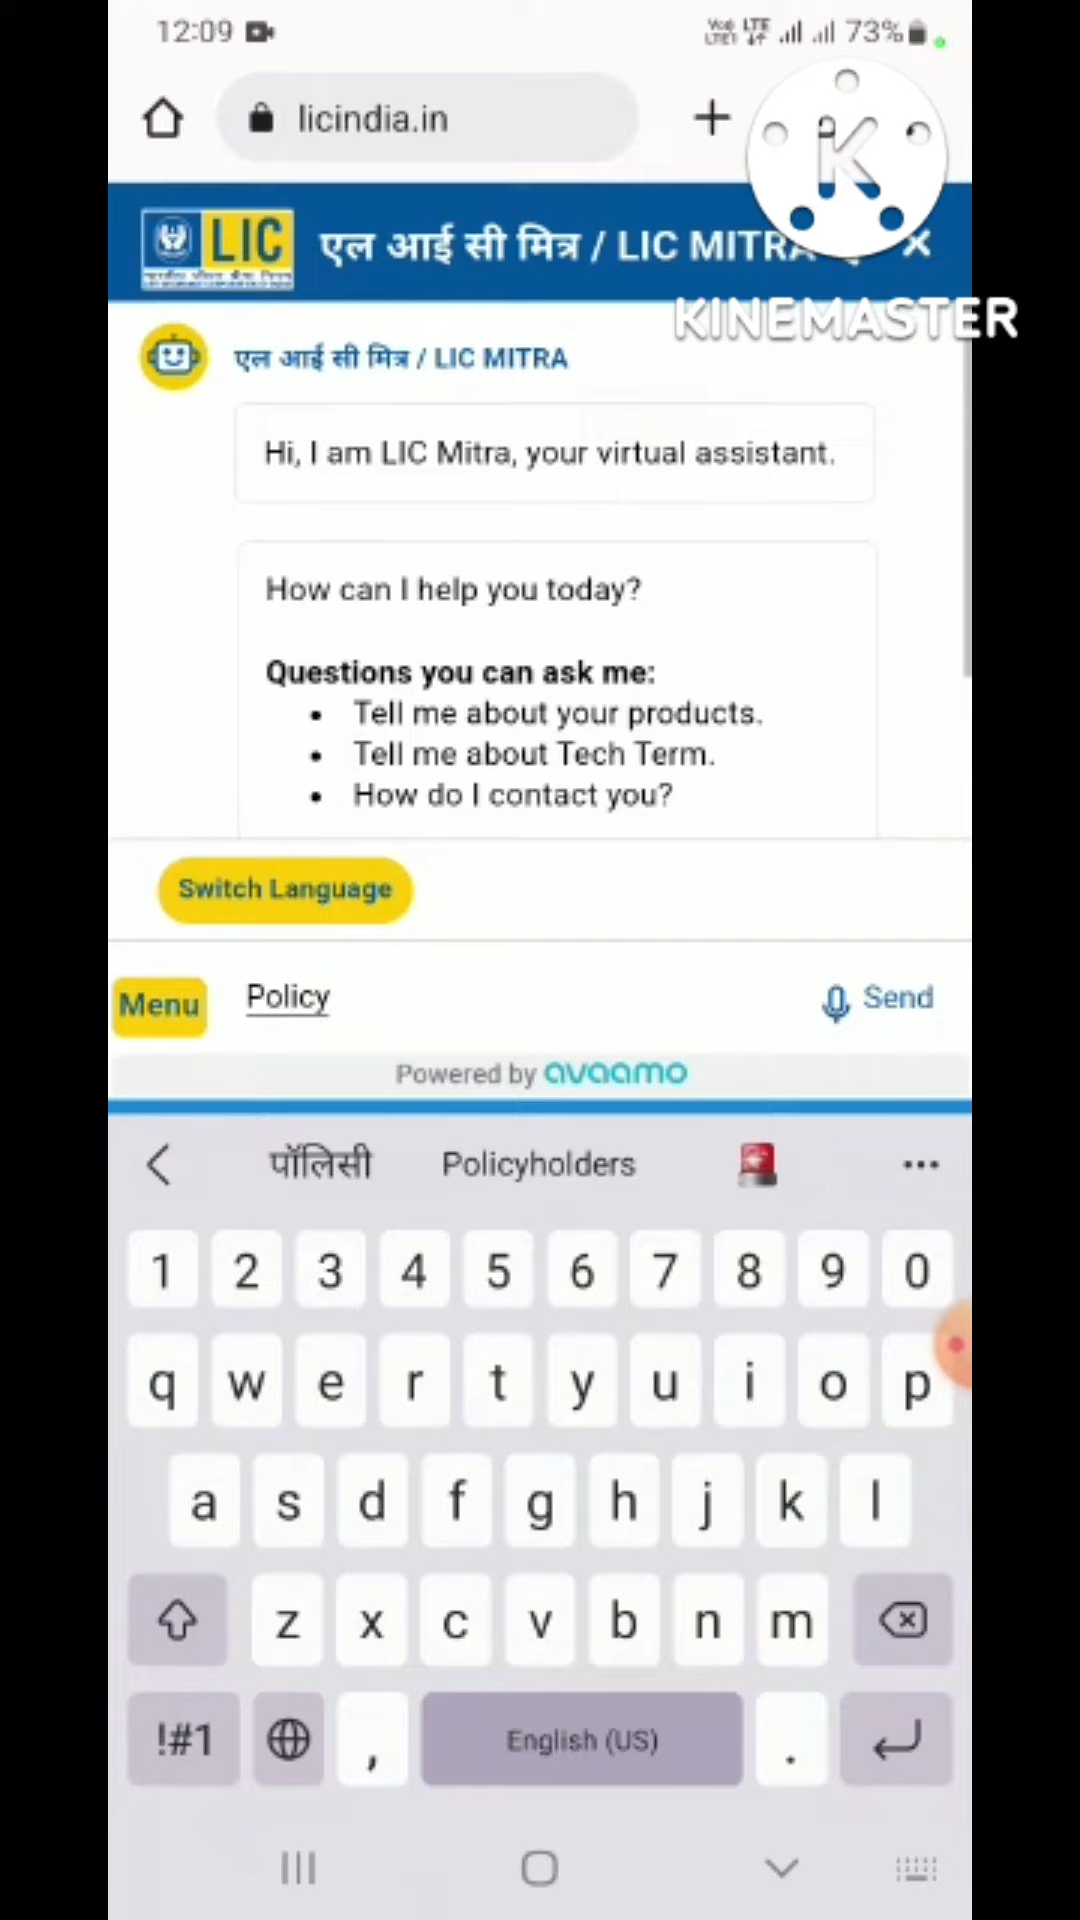 12:09
Vo) LTE
LTE1
73%
licindia.in
K
LIC
एल आई सी मित्र / LIC MITRA
KINEMASTER
एल आई सी मित्र / LIC MITRA
Hi, I am LIC Mitra, your virtual assistant.
How can I help you today?
Questions you can ask me:
• Tell me about your products.
• Tell me about Tech Term.
• How do I contact you?
Switch Language
Menu
Policy
Send
Powered by avaamo
पॉलिसी Policyholders
1 2 3 4 5 6 7 8 9 0
q w e r t y u i o p
a s d f g h j k l
z x c v b n m
!#1 , English (US) .